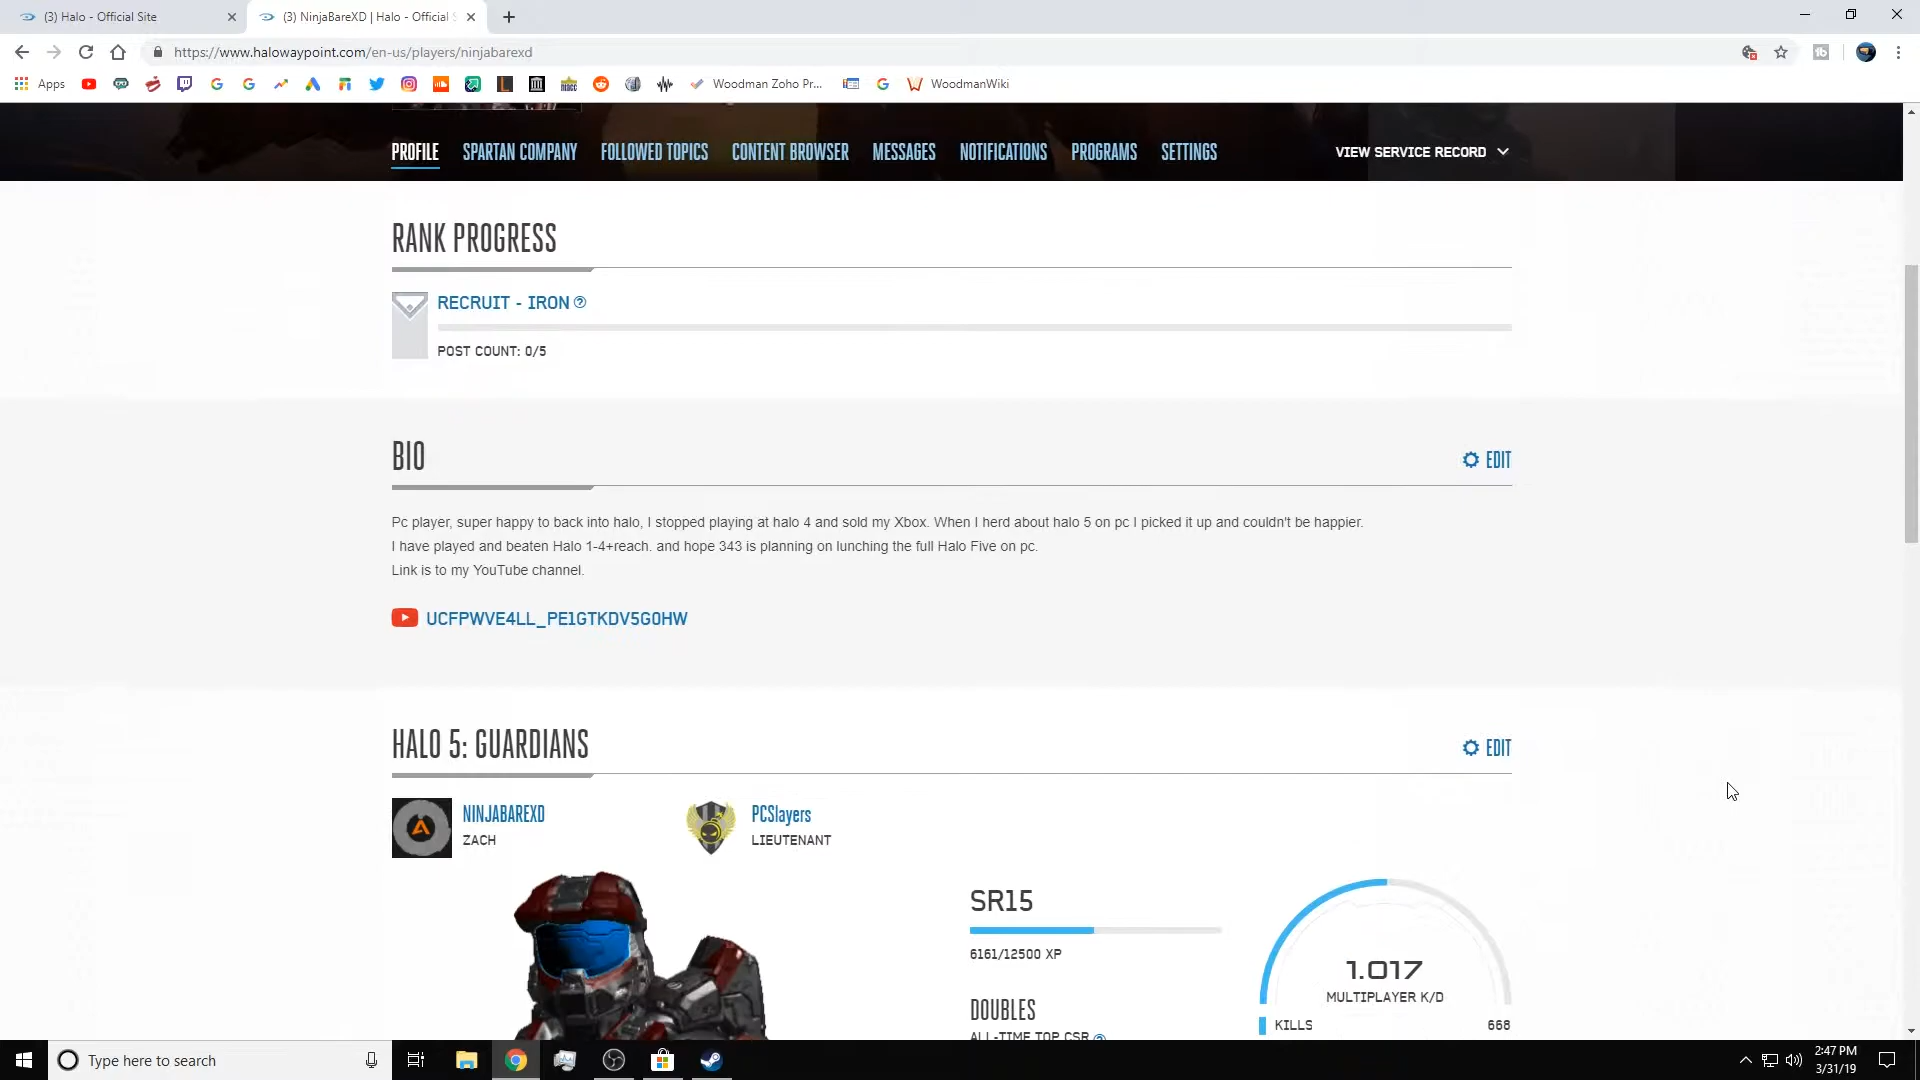 (3) Halo - Official Site
(3) NinjaBareXD | Halo - Official S
https://www.halowaypoint.com/en-us/players/ninjabarexd
Apps
Woodman Zoho Pr...
WoodmanWiki
PROFILE SPARTAN COMPANY FOLLOWED TOPICS CONTENT BROWSER MESSAGES NOTIFICATIONS PROGRAMS SETTINGS VIEW SERVICE RECORD
RANK PROGRESS
RECRUIT - IRON
POST COUNT: 0/5
BIO
EDIT
Pc player, super happy to back into halo, I stopped playing at halo 4 and sold my Xbox. When I herd about halo 5 on pc I picked it up and couldn't be happier.
I have played and beaten Halo 1-4+reach. and hope 343 is planning on lunching the full Halo Five on pc.
Link is to my YouTube channel.
UCFPWVE4LL_PE1GTKDV5G0HW
HALO 5: GUARDIANS
EDIT
NINJABAREXD
ZACH
PCSlayers
LIEUTENANT
SR15
6161/12500 XP
DOUBLES
ALL-TIME TOP CSR
1.017
MULTIPLAYER K/D
KILLS 668
Type here to search
2:47 PM
3/31/19